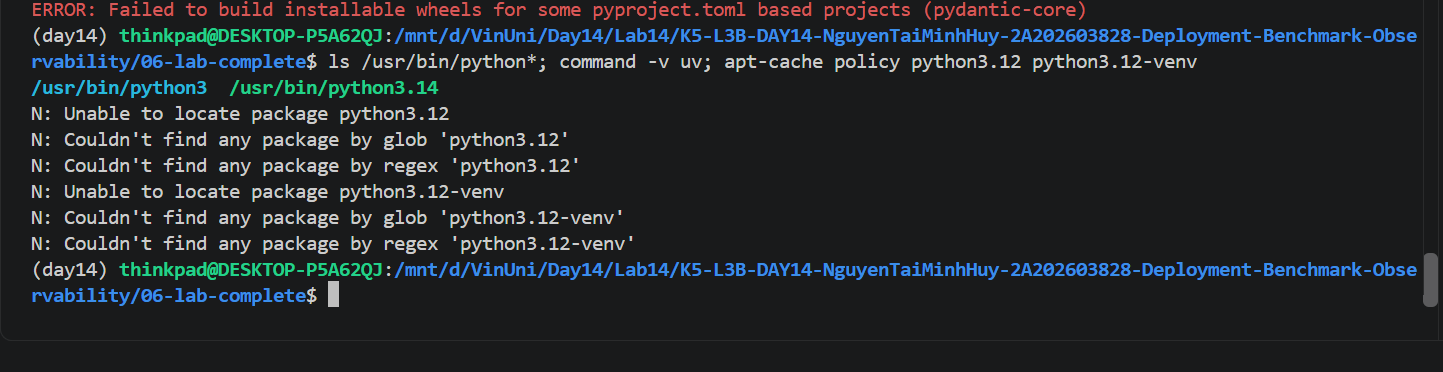 ERROR: Failed to build installable wheels for some pyproject.toml based projects (pydantic-core)
(day14) thinkpad@DESKTOP-P5A62QJ:/mnt/d/VinUni/Day14/Lab14/K5-L3B-DAY14-NguyenTaiMinhHuy-2A202603828-Deployment-Benchmark-Obse
rvability/06-lab-complete$ ls /usr/bin/python*; command -v uv; apt-cache policy python3.12 python3.12-venv
/usr/bin/python3  /usr/bin/python3.14
N: Unable to locate package python3.12
N: Couldn't find any package by glob 'python3.12'
N: Couldn't find any package by regex 'python3.12'
N: Unable to locate package python3.12-venv
N: Couldn't find any package by glob 'python3.12-venv'
N: Couldn't find any package by regex 'python3.12-venv'
(day14) thinkpad@DESKTOP-P5A62QJ:/mnt/d/VinUni/Day14/Lab14/K5-L3B-DAY14-NguyenTaiMinhHuy-2A202603828-Deployment-Benchmark-Obse
rvability/06-lab-complete$